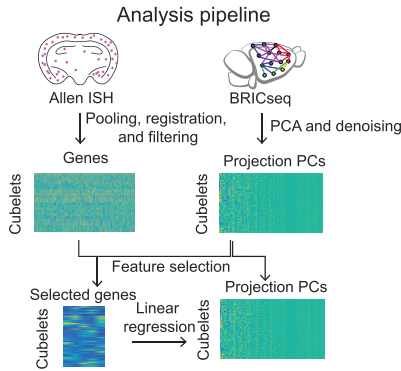 Analysis pipeline
Allen ISH
BRICseq
Pooling, registration,
and filtering
PCA and denoising
Genes
Projection PCs
Cubelets
Cubelets
Feature selection
Selected genes
Linear
regression
Projection PCs
Cubelets
Cubelets